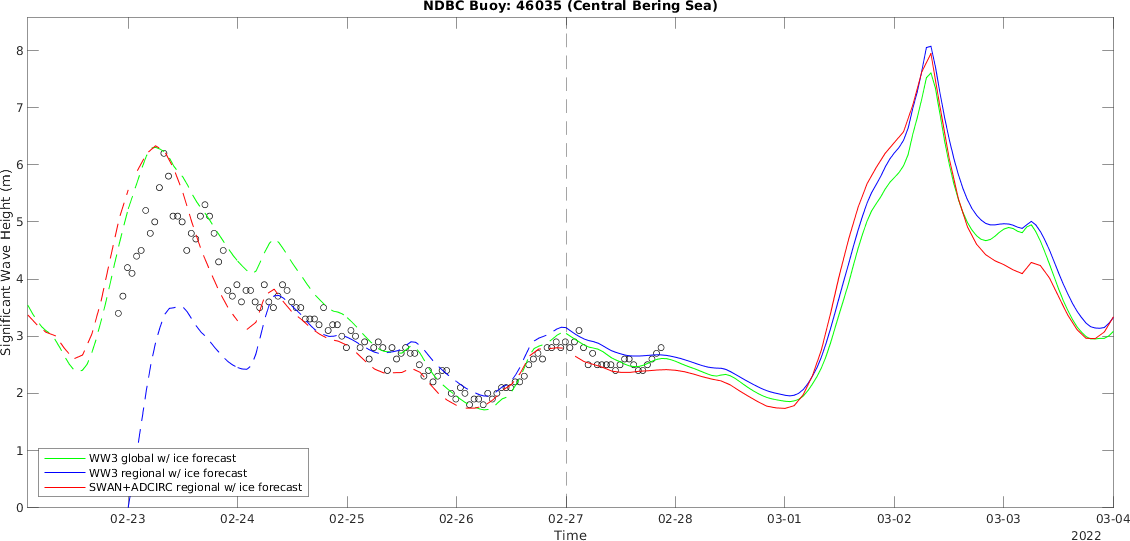 NDBC Buoy: 46035 (Central Bering Sea)
8
7
6
5
4
3
2
1
0
Significant Wave Height (m)
WW3 global w/ ice forecast
WW3 regional w/ ice forecast
SWAN+ADCIRC regional w/ ice forecast
02-23 02-24 02-25 02-26 02-27 02-28 03-01 03-02 03-03 03-04
Time
2022